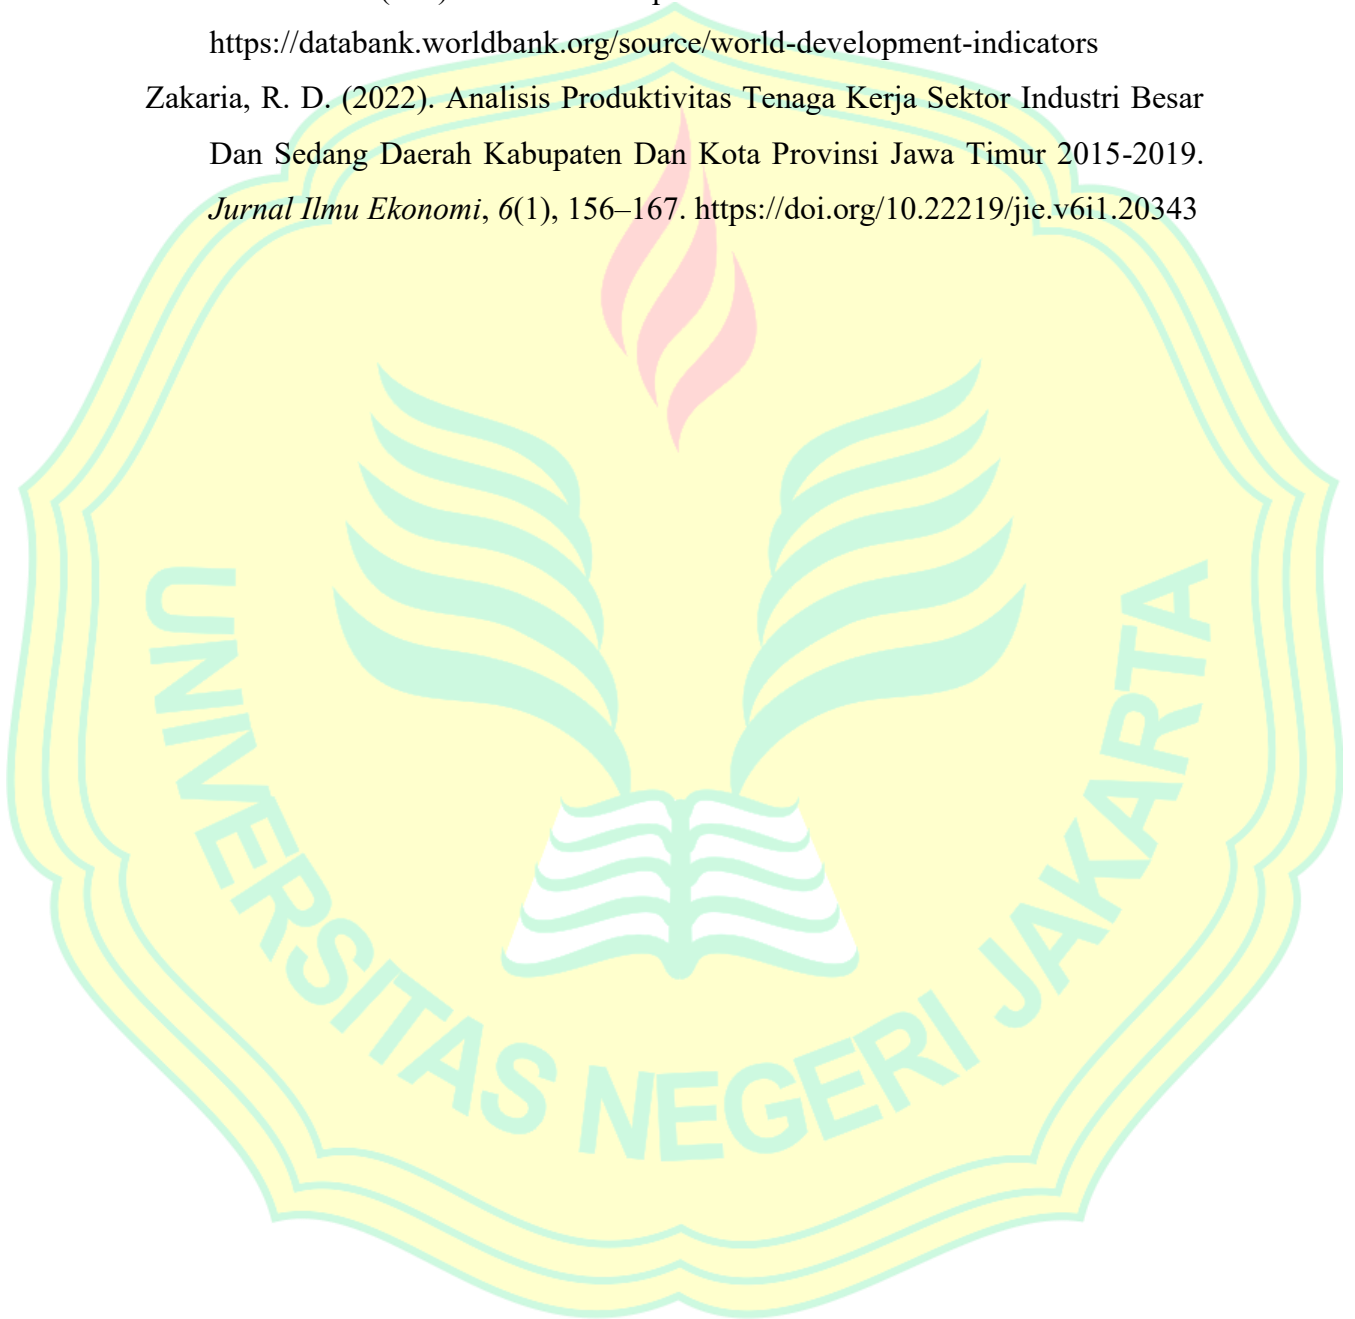 https://databank.worldbank.org/source/world-development-indicators
Zakaria, R. D. (2022). Analisis Produktivitas Tenaga Kerja Sektor Industri Besar
Dan Sedang Daerah Kabupaten Dan Kota Provinsi Jawa Timur 2015-2019.
Jurnal Ilmu Ekonomi, 6(1), 156–167. https://doi.org/10.22219/jie.v6i1.20343
UNIVERSITAS NEGERI JAKARTA